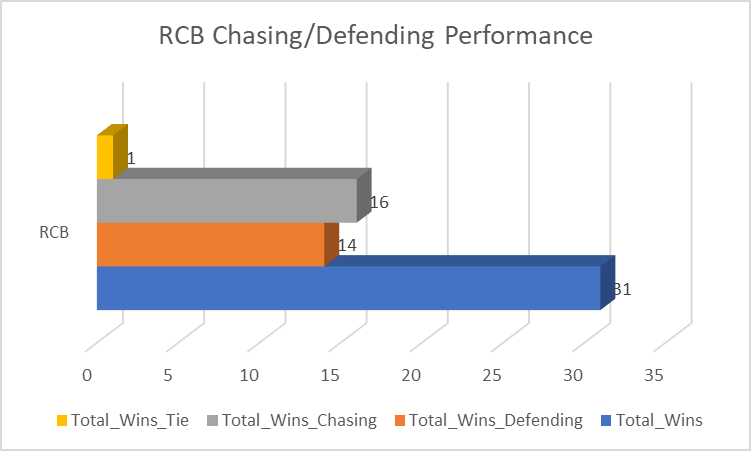 RCB Chasing/Defending Performance
1
16
RCB
14
31
0 5 10 15 20 25 30 35
Total_Wins_Tie Total_Wins_Chasing Total_Wins_Defending Total_Wins